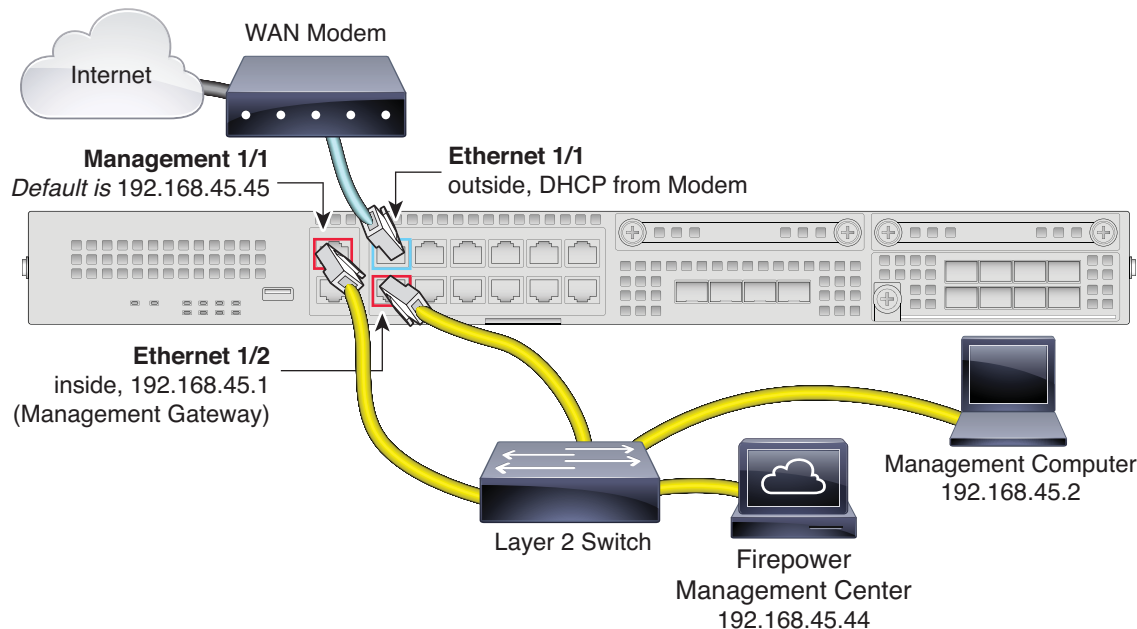 WAN Modem
Internet
Management 1/1
Default is 192.168.45.45
Ethernet 1/1
outside, DHCP from Modem
Ethernet 1/2
inside, 192.168.45.1
(Management Gateway)
Layer 2 Switch
Management Computer
192.168.45.2
Firepower
Management Center
192.168.45.44